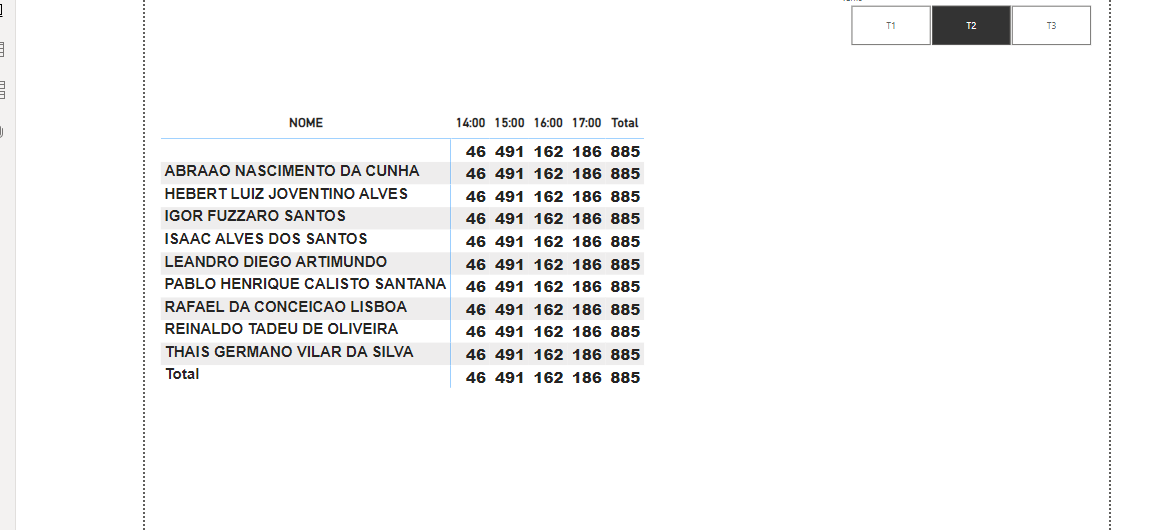 T1 T2 T3
NOME 14:00 15:00 16:00 17:00 Total
46 491 162 186 885
ABRAAO NASCIMENTO DA CUNHA 46 491 162 186 885
HEBERT LUIZ JOVENTINO ALVES 46 491 162 186 885
IGOR FUZZARO SANTOS 46 491 162 186 885
ISAAC ALVES DOS SANTOS 46 491 162 186 885
LEANDRO DIEGO ARTIMUNDO 46 491 162 186 885
PABLO HENRIQUE CALISTO SANTANA 46 491 162 186 885
RAFAEL DA CONCEICAO LISBOA 46 491 162 186 885
REINALDO TADEU DE OLIVEIRA 46 491 162 186 885
THAIS GERMANO VILAR DA SILVA 46 491 162 186 885
Total 46 491 162 186 885